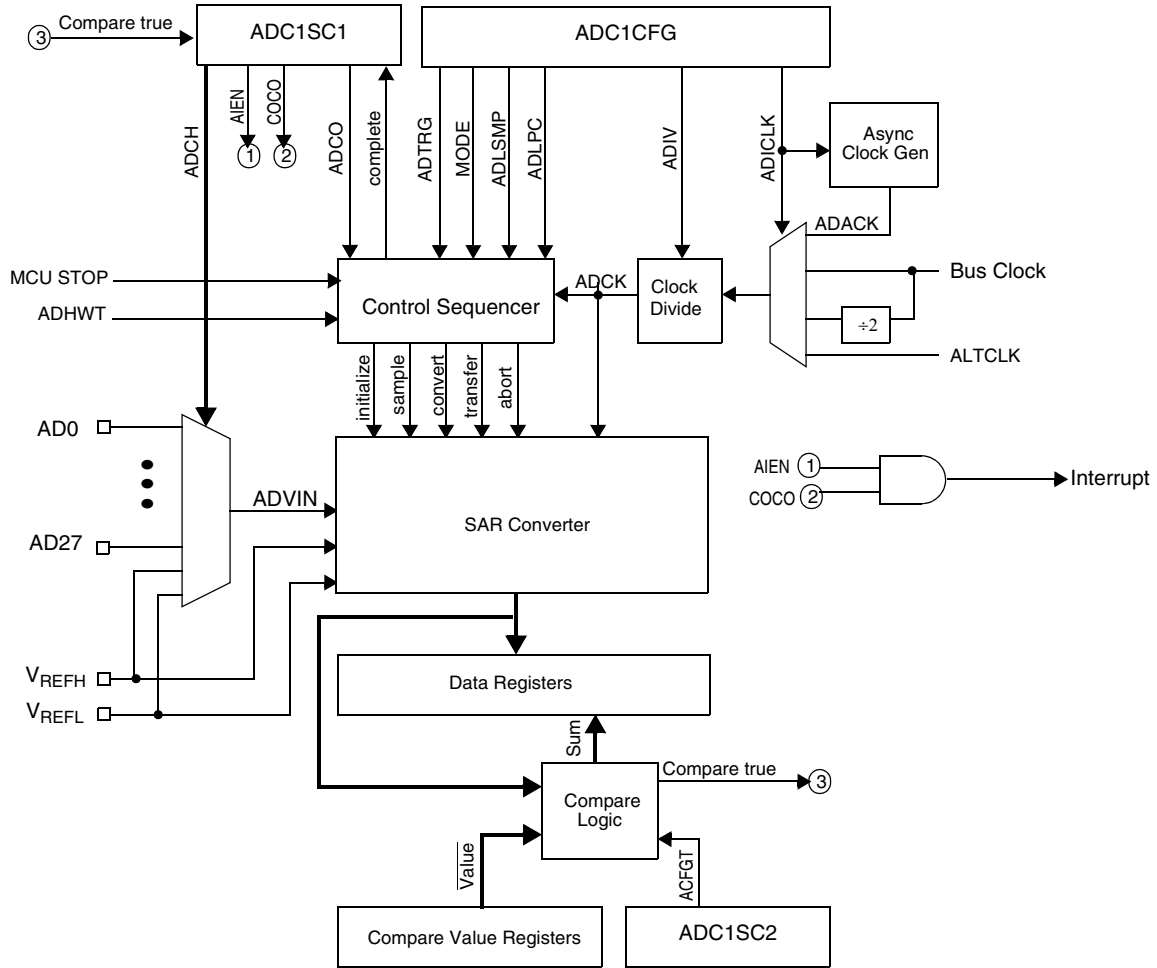 3 Compare true
ADC1SC1
ADC1CFG
ADCH
AIEN
1
COCO
2
ADCO
complete
ADTRG
MODE
ADLSMP
ADLPC
ADIV
ADICLK
Async
Clock Gen
ADACK
MCU STOP
ADHWT
Control Sequencer
ADCK
Clock
Divide
Bus Clock
÷2
ALTCLK
initialize
sample
convert
transfer
abort
AD0
AD27
ADVIN
SAR Converter
AIEN 1
COCO 2
Interrupt
VREFH
VREFL
Data Registers
Sum
Compare true 3
Compare
Logic
Value
ACFGT
Compare Value Registers
ADC1SC2